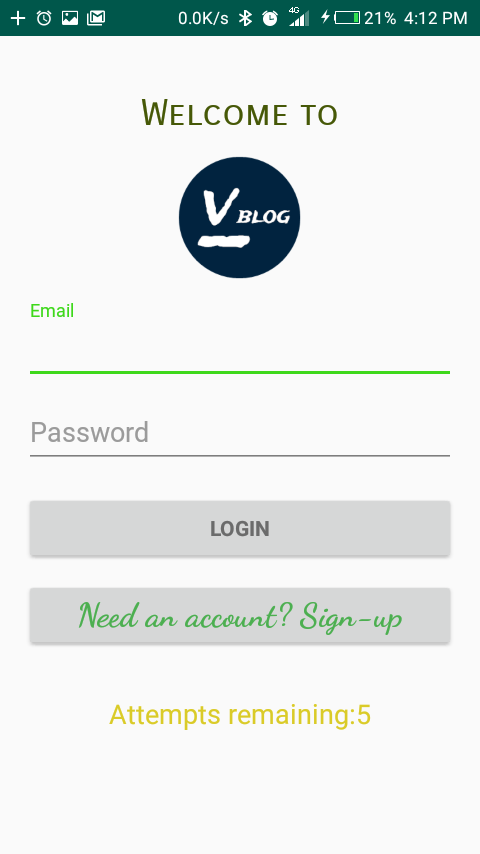 0.0K/s 4G 21% 4:12 PM
Welcome to
V BLOG
Email
Password
LOGIN
Need an account? Sign-up
Attempts remaining:5